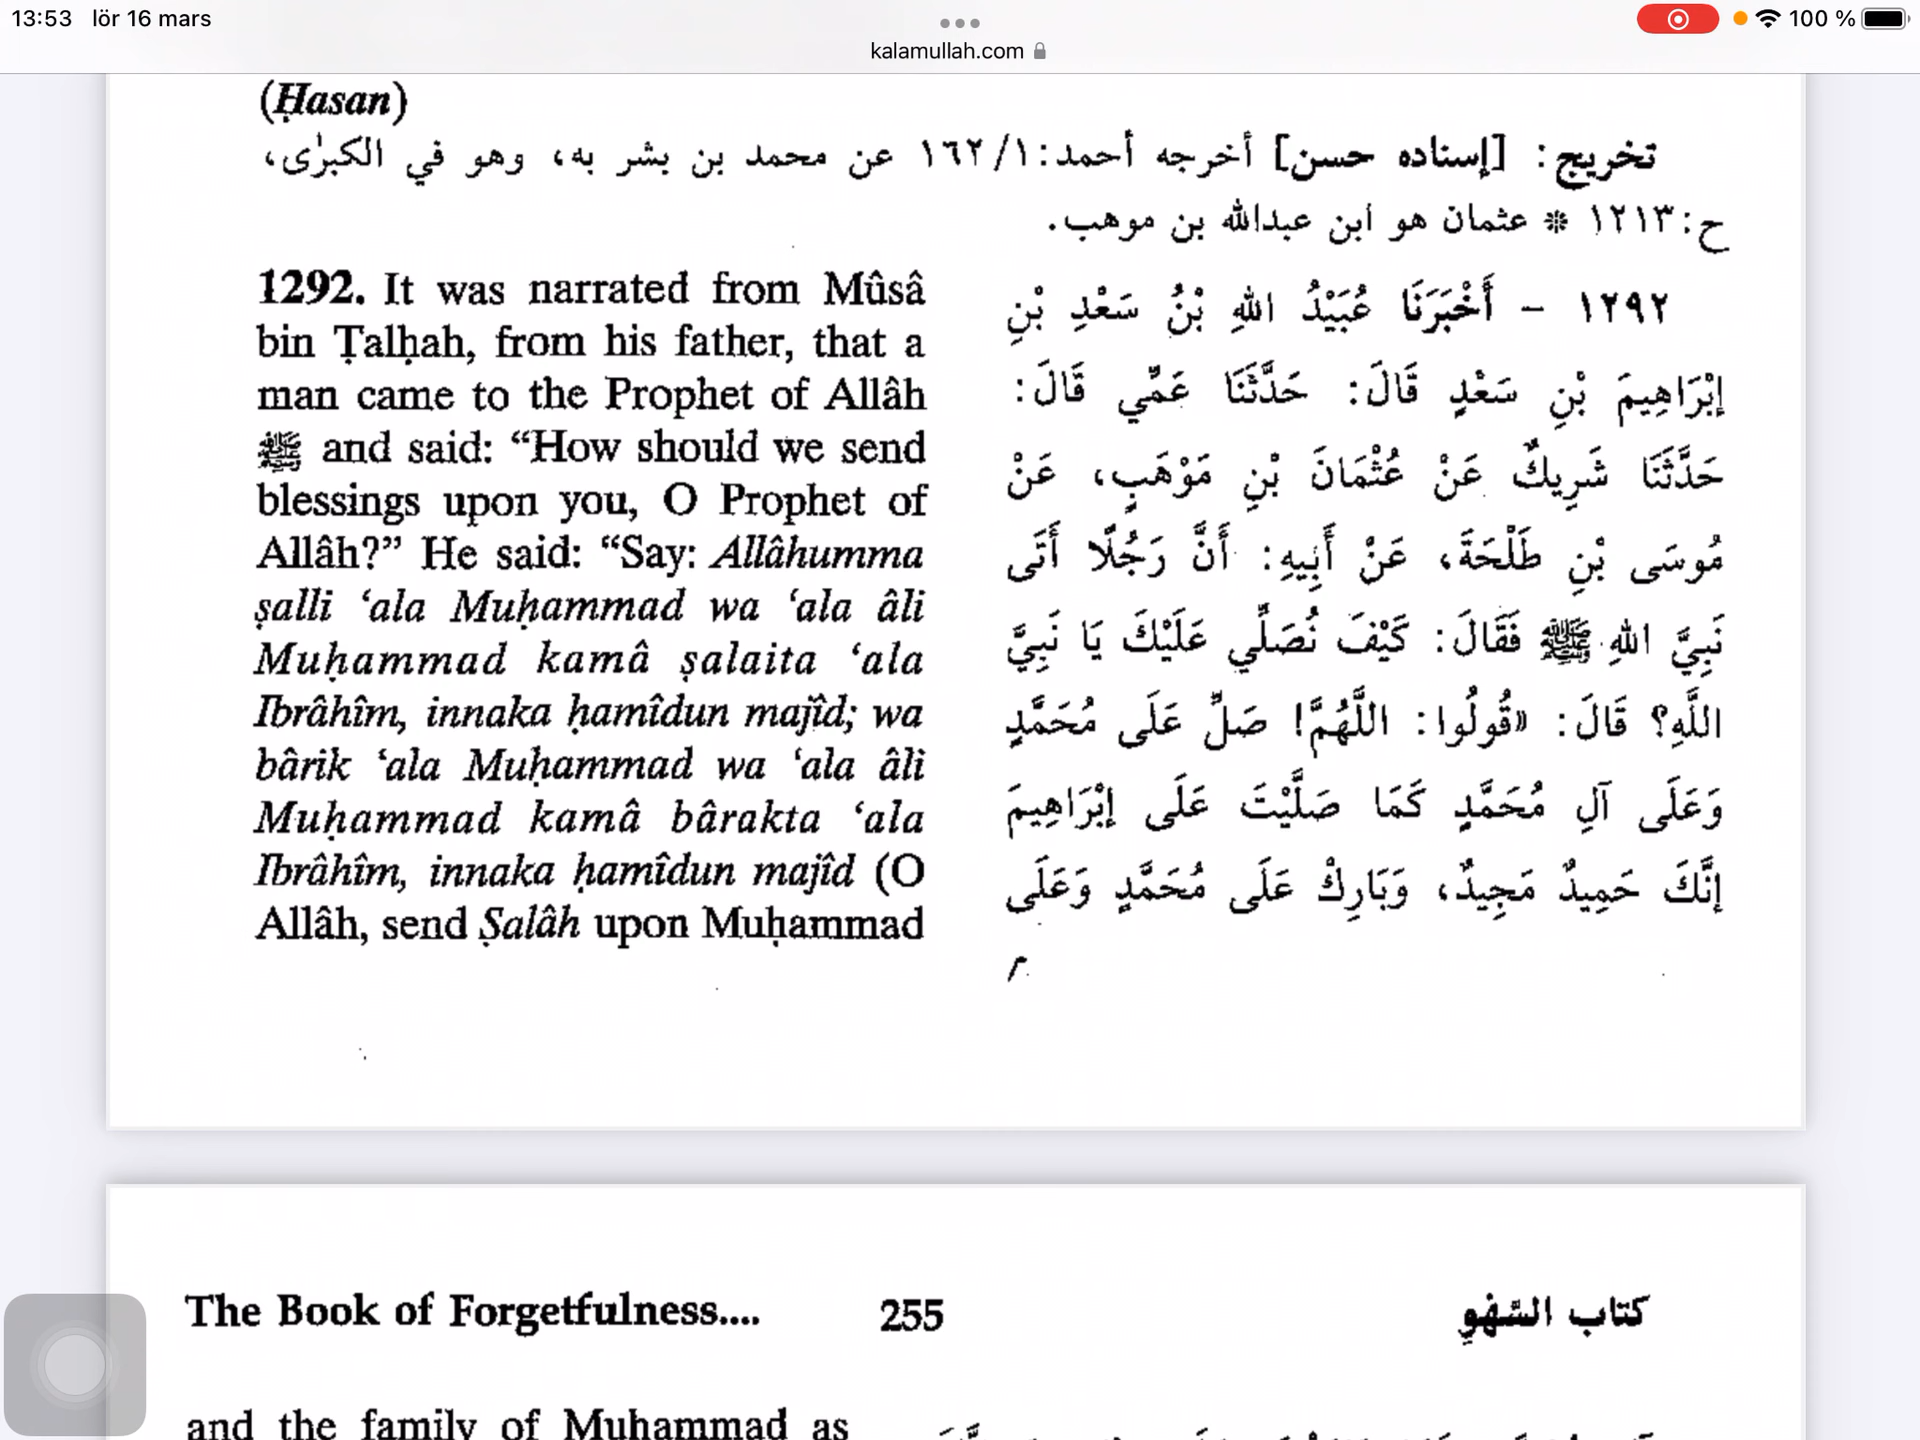 13:53 lör 16 mars
100 %
kalamullah.com
(Ḥasan)
تخريج: [إسناده حسن] أخرجه أحمد: ١/ ١٦٢ عن محمد بن بشر به، وهو في الكبرٰى،
ح: ١٢١٣ * عثمان هو ابن عبدالله بن موهب.
1292. It was narrated from Mûsâ
bin Ṭalḥah, from his father, that a
man came to the Prophet of Allâh
ﷺ and said: “How should we send
blessings upon you, O Prophet of
Allâh?” He said: “Say: Allâhumma
ṣalli ‘ala Muḥammad wa ‘ala âli
Muḥammad kamâ ṣalaita ‘ala
Ibrâhîm, innaka ḥamîdun majîd; wa
bârik ‘ala Muḥammad wa ‘ala âli
Muḥammad kamâ bârakta ‘ala
Ibrâhîm, innaka ḥamîdun majîd (O
Allâh, send Ṣalâh upon Muḥammad
١٢٩٢ - أَخْبَرَنَا عُبَيْدُ اللهِ بْنُ سَعْدِ بْنِ
إِبْرَاهِيمَ بْنِ سَعْدٍ قَالَ: حَدَّثَنَا عَمِّي قَالَ:
حَدَّثَنَا شَرِيكٌ عَنْ عُثْمَانَ بْنِ مَوْهَبٍ، عَنْ
مُوسَى بْنِ طَلْحَةَ، عَنْ أَبِيهِ: أَنَّ رَجُلًا أَتَى
نَبِيَّ اللهِ ﷺ فَقَالَ: كَيْفَ نُصَلِّي عَلَيْكَ يَا نَبِيَّ
اللَّهِ؟ قَالَ: «قُولُوا: اللَّهُمَّ! صَلِّ عَلَى مُحَمَّدٍ
وَعَلَى آلِ مُحَمَّدٍ كَمَا صَلَّيْتَ عَلَى إِبْرَاهِيمَ
إِنَّكَ حَمِيدٌ مَجِيدٌ، وَبَارِكْ عَلَى مُحَمَّدٍ وَعَلَى
The Book of Forgetfulness.... 255 كتاب السَّهْوِ
and the family of Muhammad as